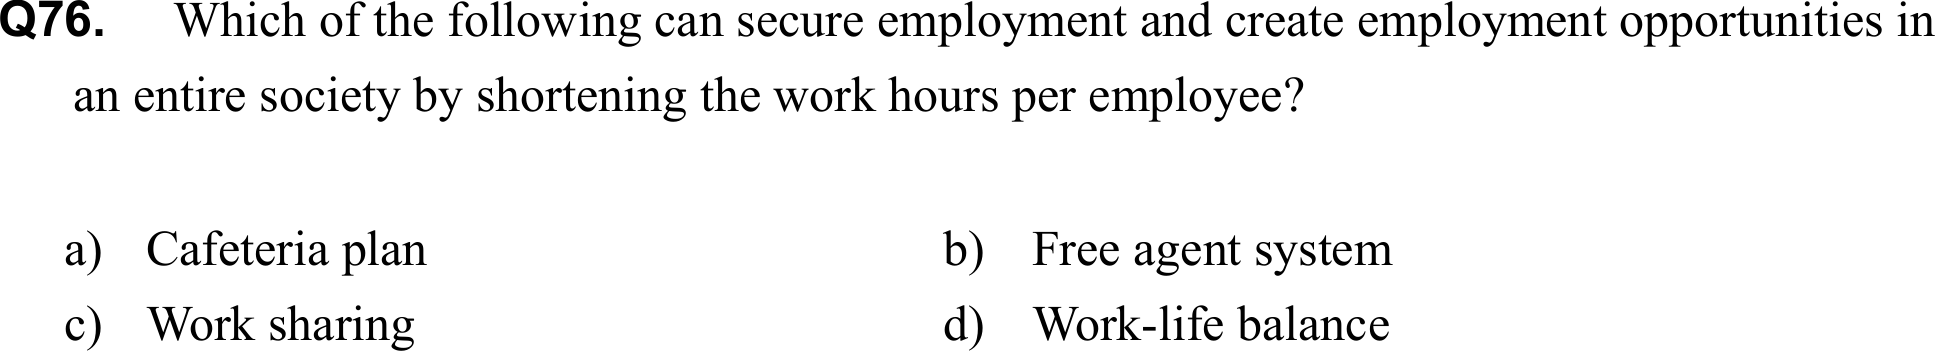 Q76. Which of the following can secure employment and create employment opportunities in
an entire society by shortening the work hours per employee?
a) Cafeteria plan b) Free agent system
c) Work sharing d) Work-life balance